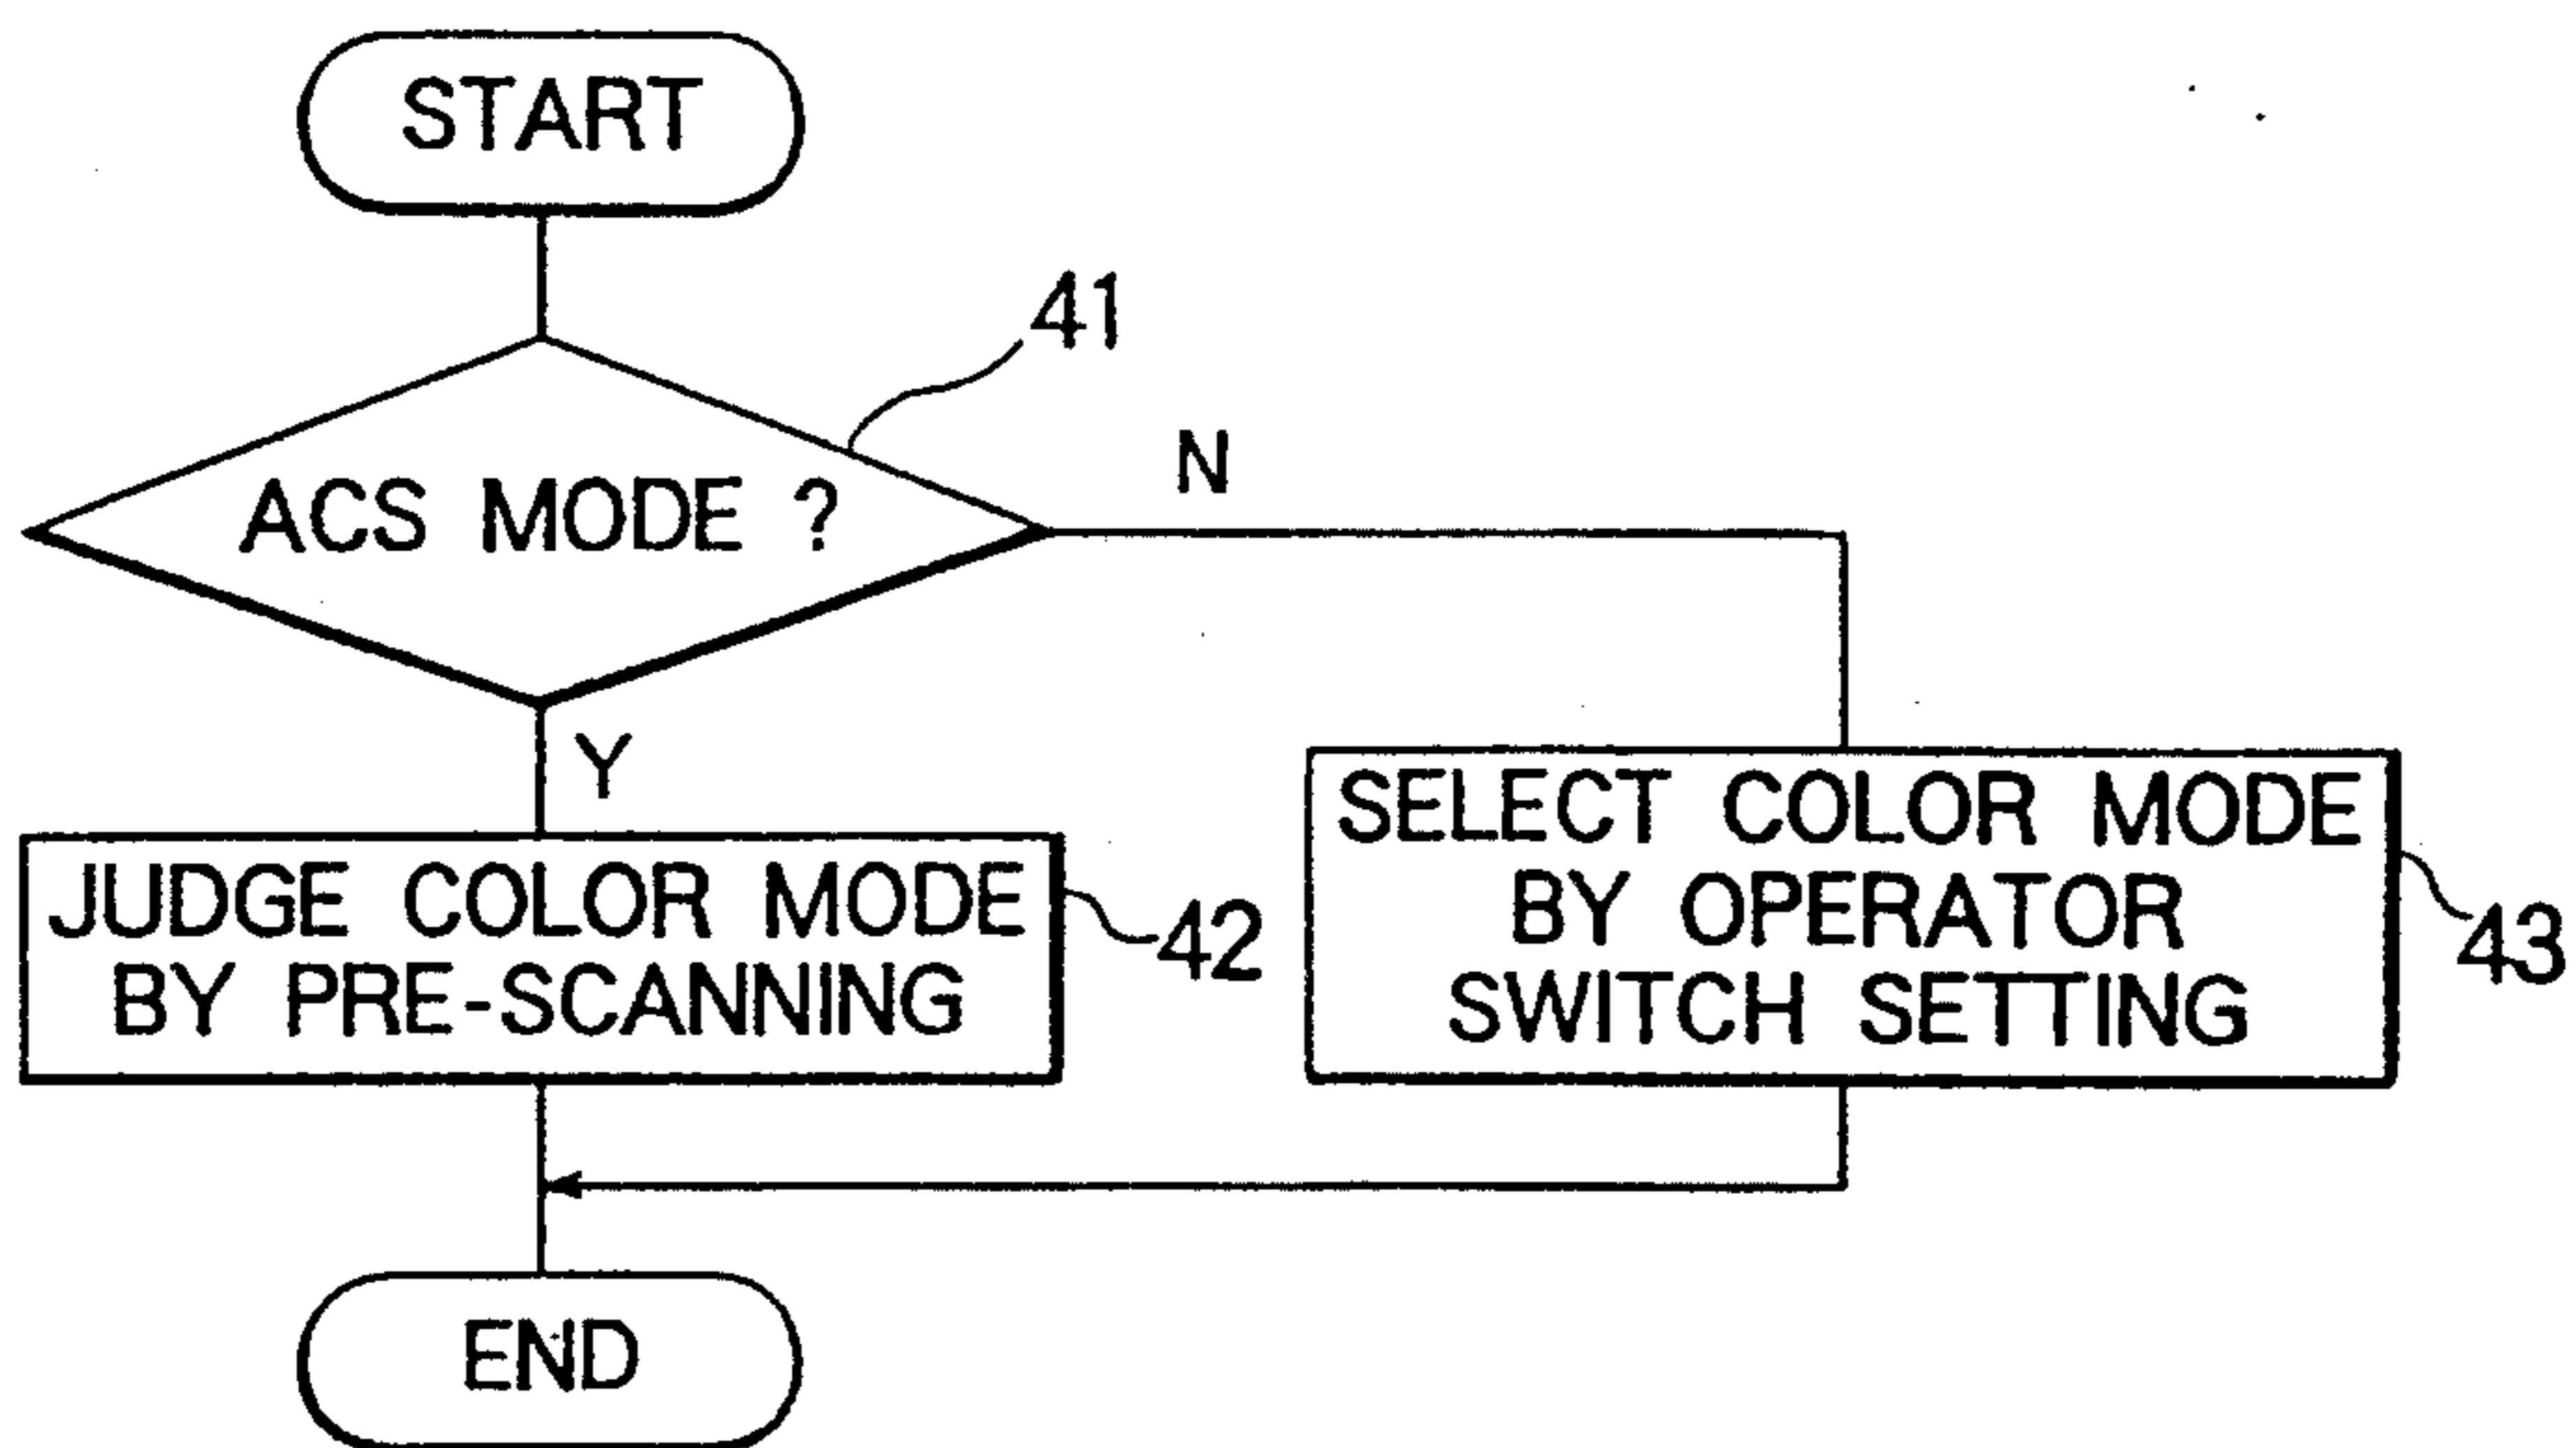 START
41
ACS MODE ?
N
Y
JUDGE COLOR MODE
BY PRE-SCANNING
42
SELECT COLOR MODE
BY OPERATOR
SWITCH SETTING
43
END